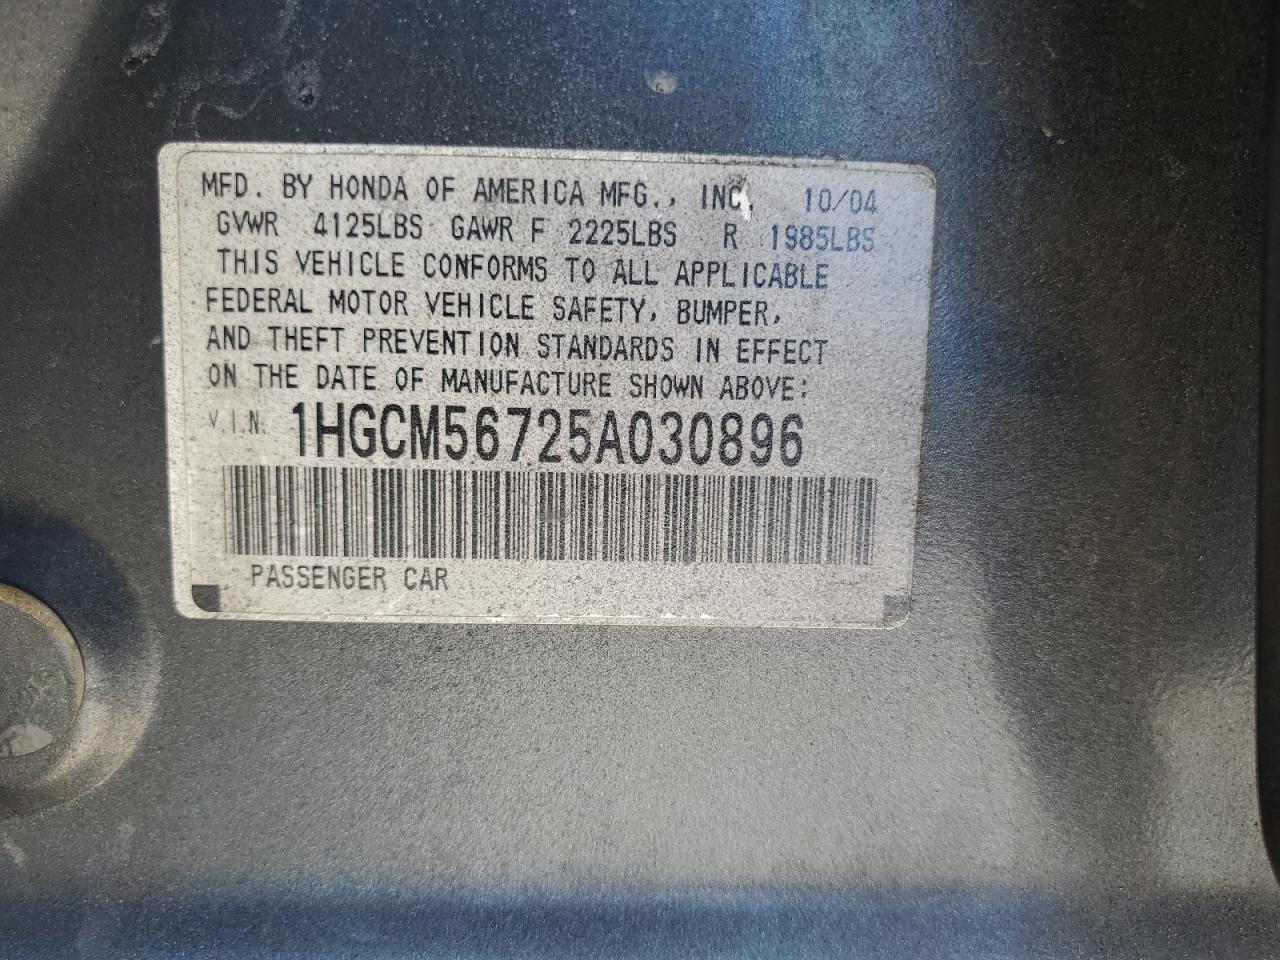 MFD. BY HONDA OF AMERICA MFG., INC. 10/04
GVWR 4125LBS GAWR F 2225LBS R 1985LBS
THIS VEHICLE CONFORMS TO ALL APPLICABLE
FEDERAL MOTOR VEHICLE SAFETY, BUMPER,
AND THEFT PREVENTION STANDARDS IN EFFECT
ON THE DATE OF MANUFACTURE SHOWN ABOVE:
V.I.N. 1HGCM56725A030896
PASSENGER CAR